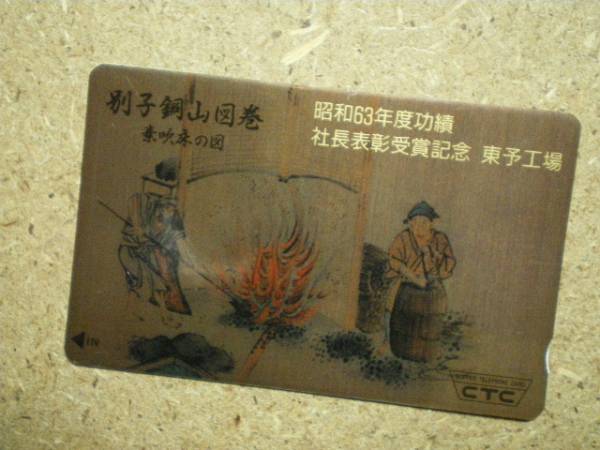 別子銅山図巻
素吹床の図
昭和63年度功績
社長表彰受賞記念 東予工場
◀IN
CTC